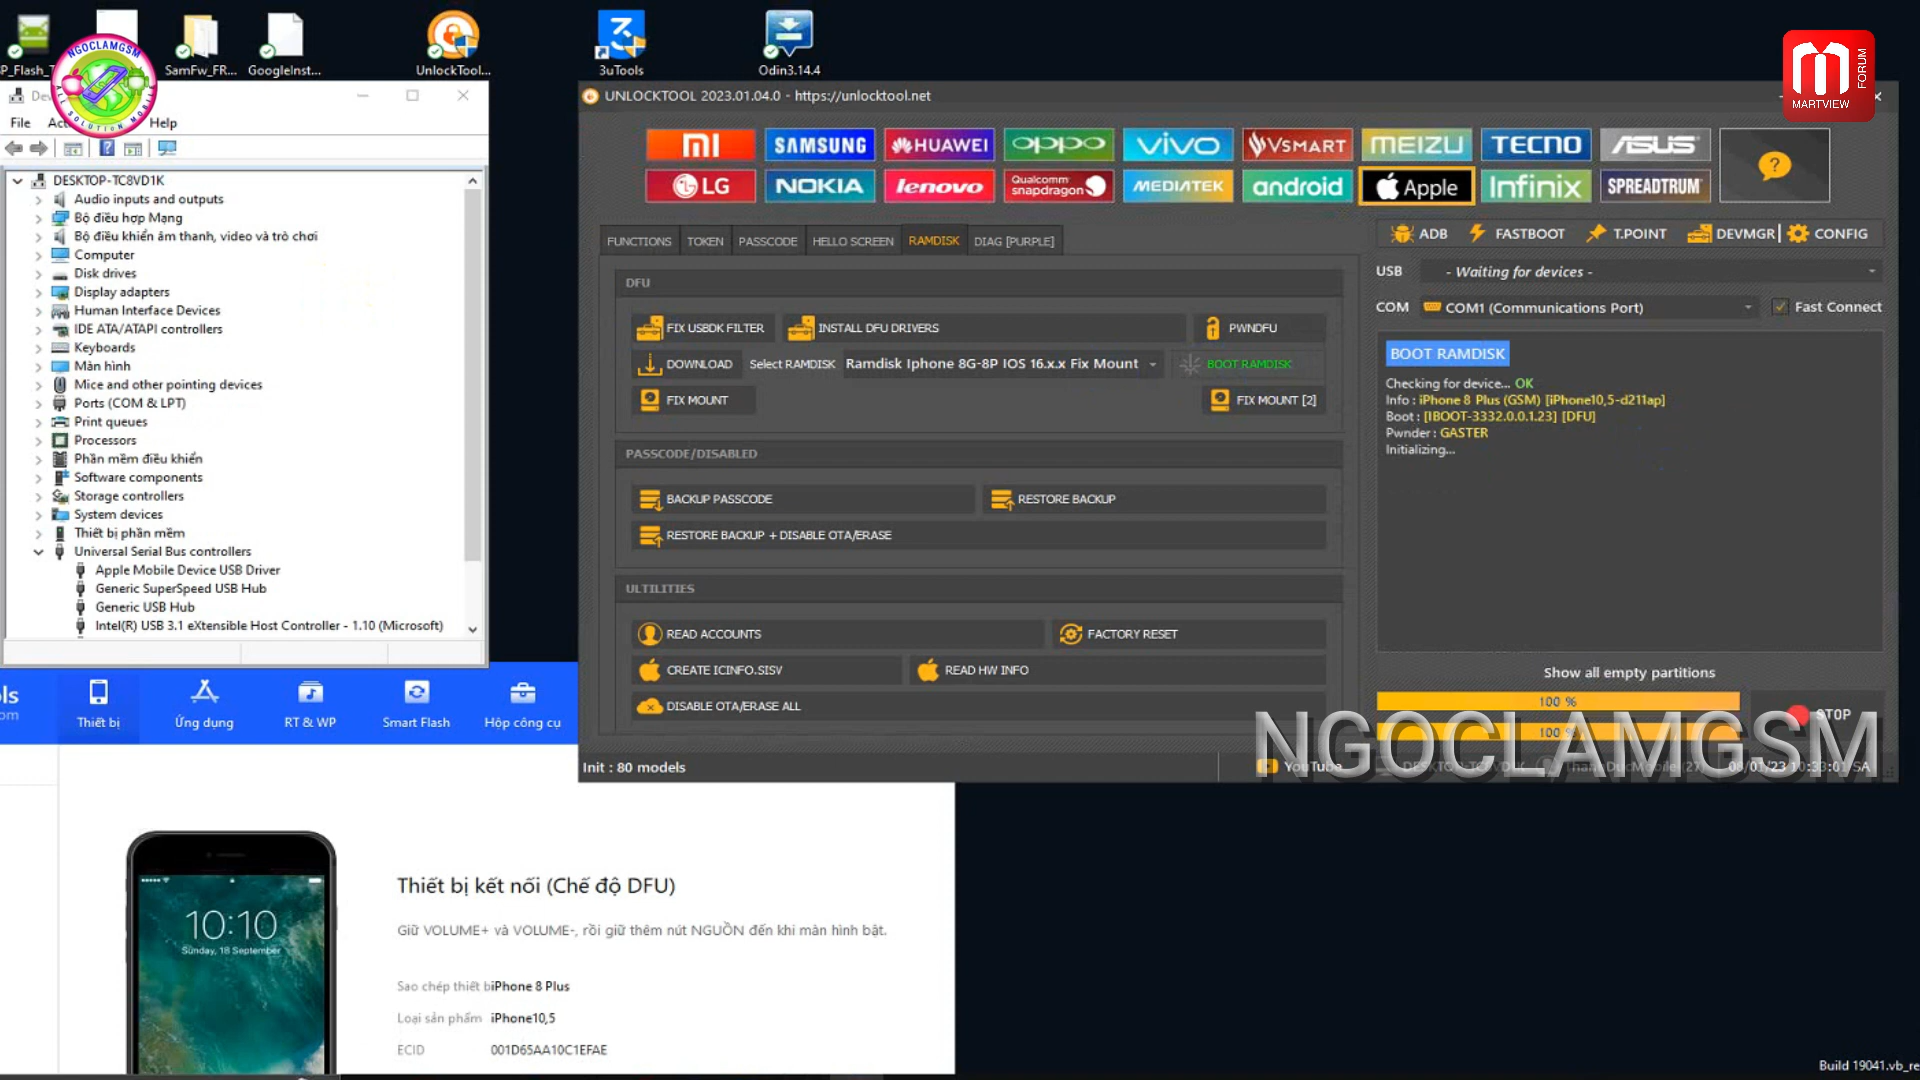 SamFw_FR...
GoogleInst...
UnlockTool...
3uTools
Odin3.14.4
NGOCLAMGSM
MARTVIEW
FORUM
File
Help
DESKTOP-TC8VD1K
Audio inputs and outputs
Bộ điều hợp Mạng
Bộ điều khiển âm thanh, video và trò chơi
Computer
Disk drives
Display adapters
Human Interface Devices
IDE ATA/ATAPI controllers
Keyboards
Màn hình
Mice and other pointing devices
Ports (COM & LPT)
Print queues
Processors
Phần mềm điều khiển
Software components
Storage controllers
System devices
Thiết bị phần mềm
Universal Serial Bus controllers
Apple Mobile Device USB Driver
Generic SuperSpeed USB Hub
Generic USB Hub
Intel(R) USB 3.1 eXtensible Host Controller - 1.10 (Microsoft)
UNLOCKTOOL 2023.01.04.0 - https://unlocktool.net
MI SAMSUNG HUAWEI oppo vivo VSMART MEIZU TECNO ASUS
LG NOKIA lenovo Qualcomm snapdragon MEDIATEK android Apple Infinix SPREADTRUM
FUNCTIONS TOKEN PASSCODE HELLO SCREEN RAMDISK DIAG [PURPLE]
DFU
FIX USBDK FILTER INSTALL DFU DRIVERS PWNDFU
DOWNLOAD Select RAMDISK Ramdisk Iphone 8G-8P IOS 16.x.x Fix Mount BOOT RAMDISK
FIX MOUNT FIX MOUNT [2]
PASSCODE/DISABLED
BACKUP PASSCODE RESTORE BACKUP
RESTORE BACKUP + DISABLE OTA/ERASE
ULTILITIES
READ ACCOUNTS FACTORY RESET
CREATE ICINFO.SISV READ HW INFO
DISABLE OTA/ERASE ALL
Init : 80 models
ADB FASTBOOT T.POINT DEVMGR CONFIG
USB - Waiting for devices -
COM COM1 (Communications Port) Fast Connect
BOOT RAMDISK
Checking for device... OK
Info : iPhone 8 Plus (GSM) [iPhone10,5-d211ap]
Boot : [IBOOT-3332.0.0.1.23] [DFU]
Pwnder : GASTER
Initializing...
Show all empty partitions
100 %
STOP
NGOCLAMGSM
YouTube
Thiết bị
Ứng dụng
RT & WP
Smart Flash
Hộp công cụ
10:10
Sunday, 18 September
Thiết bị kết nối (Chế độ DFU)
Giữ VOLUME+ và VOLUME-, rồi giữ thêm nút NGUỒN đến khi màn hình bật.
Sao chép thiết b iPhone 8 Plus
Loại sản phẩm iPhone10,5
ECID 001D65AA10C1EFAE
Build 19041.vb_re